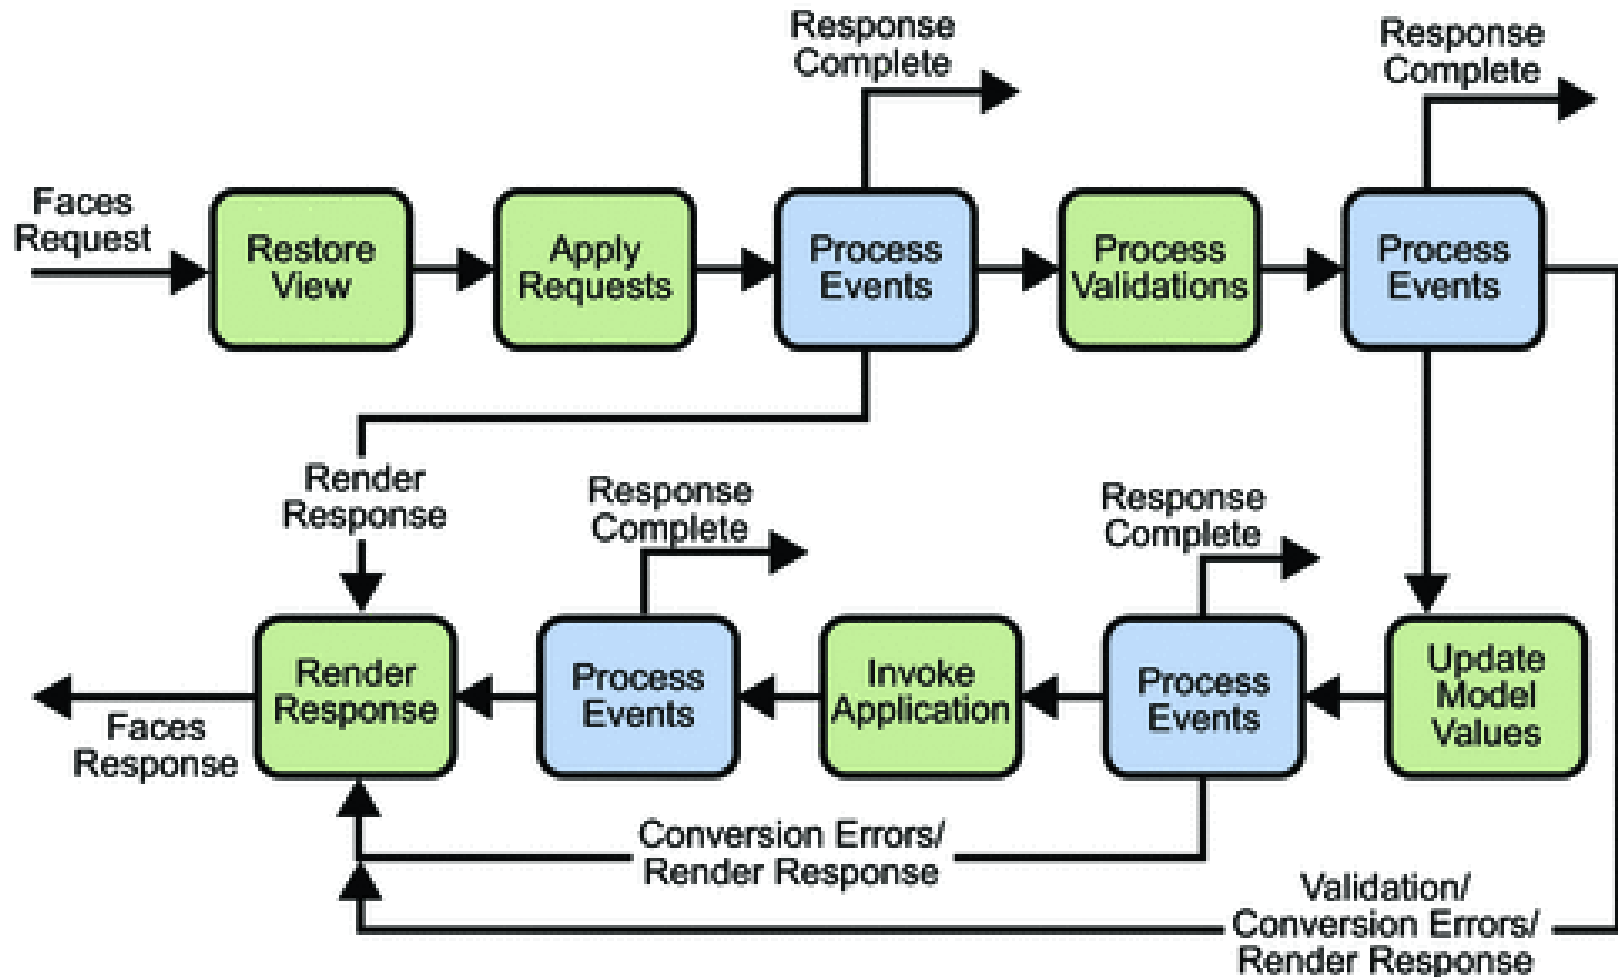 Response
Complete
Response
Complete
Faces
Request
Restore
View
Apply
Requests
Process
Events
Process
Validations
Process
Events
Render
Response
Response
Complete
Response
Complete
Render
Response
Process
Events
Invoke
Application
Process
Events
Update
Model
Values
Faces
Response
Conversion Errors/
Render Response
Validation/
Conversion Errors/
Render Response